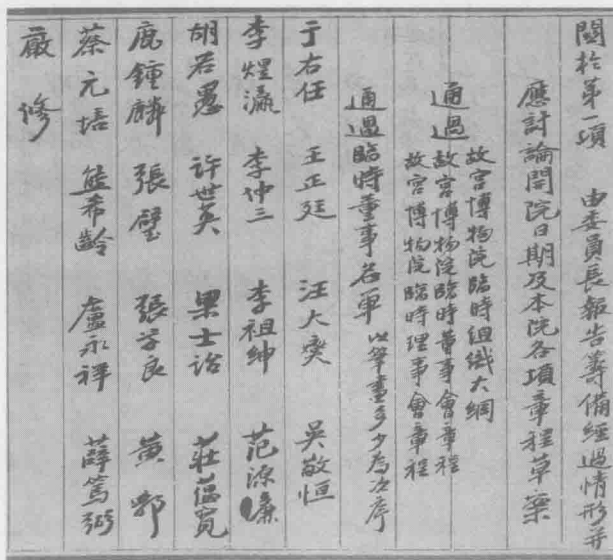 關於第一項　由委員長報告籌備經過情形并
應討論開院日期及本院各項章程草案
故宮博物院臨時組織大綱
通過故宮博物院臨時董事會章程
故宮博物院臨時理事會章程
通過臨時董事名單　以筆畫多少為次序
于右任　王正廷　汪大燮　吳敬恒
李煜瀛　李仲三　李祖紳　范源濂
胡若愚　許世英　梁士詒　莊蘊寬
鹿鍾麟　張璧　張學良　黃郛
蔡元培　熊希齡　盧永祥　薛篤弼
嚴修